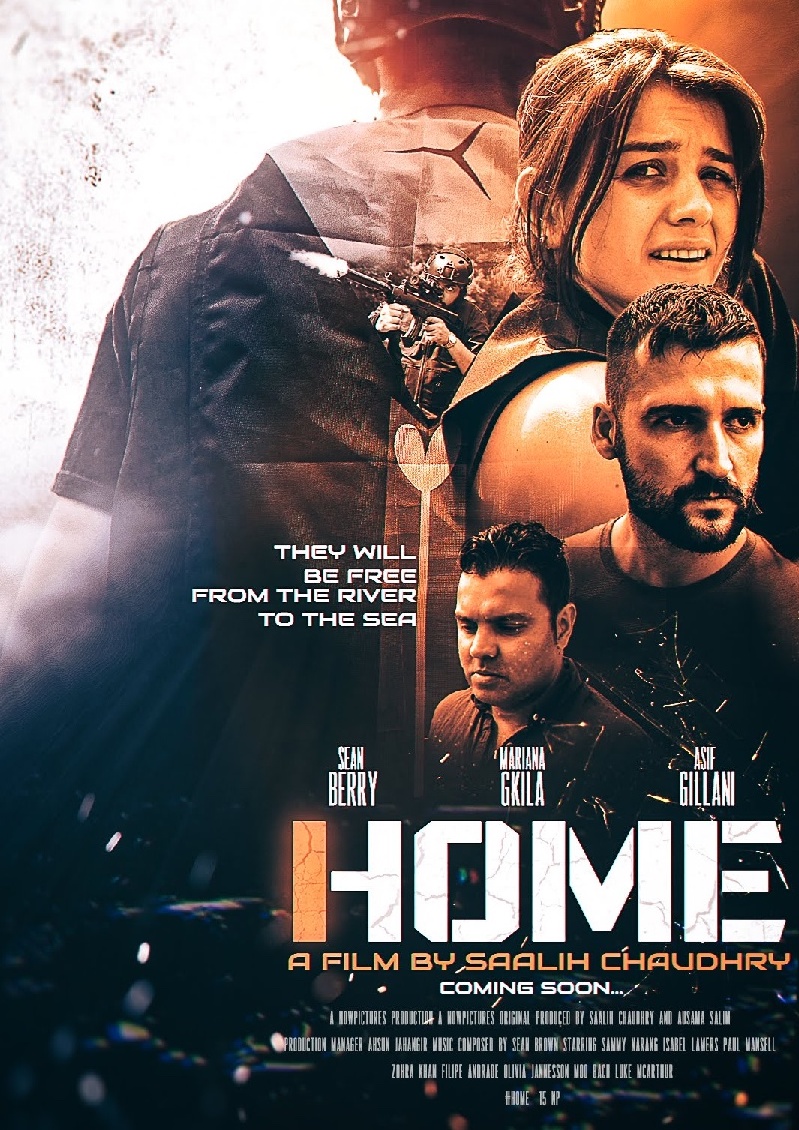 THEY WILL
BE FREE
FROM THE RIVER
TO THE SEA
SEAN
BERRY
MARIANA
GKILA
ASIF
GILLANI
HOME
A FILM BY SAALIH CHAUDHRY
COMING SOON...
A NOWPICTURES PRODUCTION A NOWPICTURES ORIGINAL PRODUCED BY SAALIH CHAUDHRY AND AUSAMA SALIM
PRODUCTION MANAGER AHSUN JAHANGIR MUSIC COMPOSED BY SEAN BROWN STARRING SAMMY NARANG ISABEL LAMERS PAUL MANSELL
ZOHRA KHAN FILIPE ANDRADE OLIVIA JANNESSON MOO BACO LUKE MCARTHUR
#HOME 15 NP